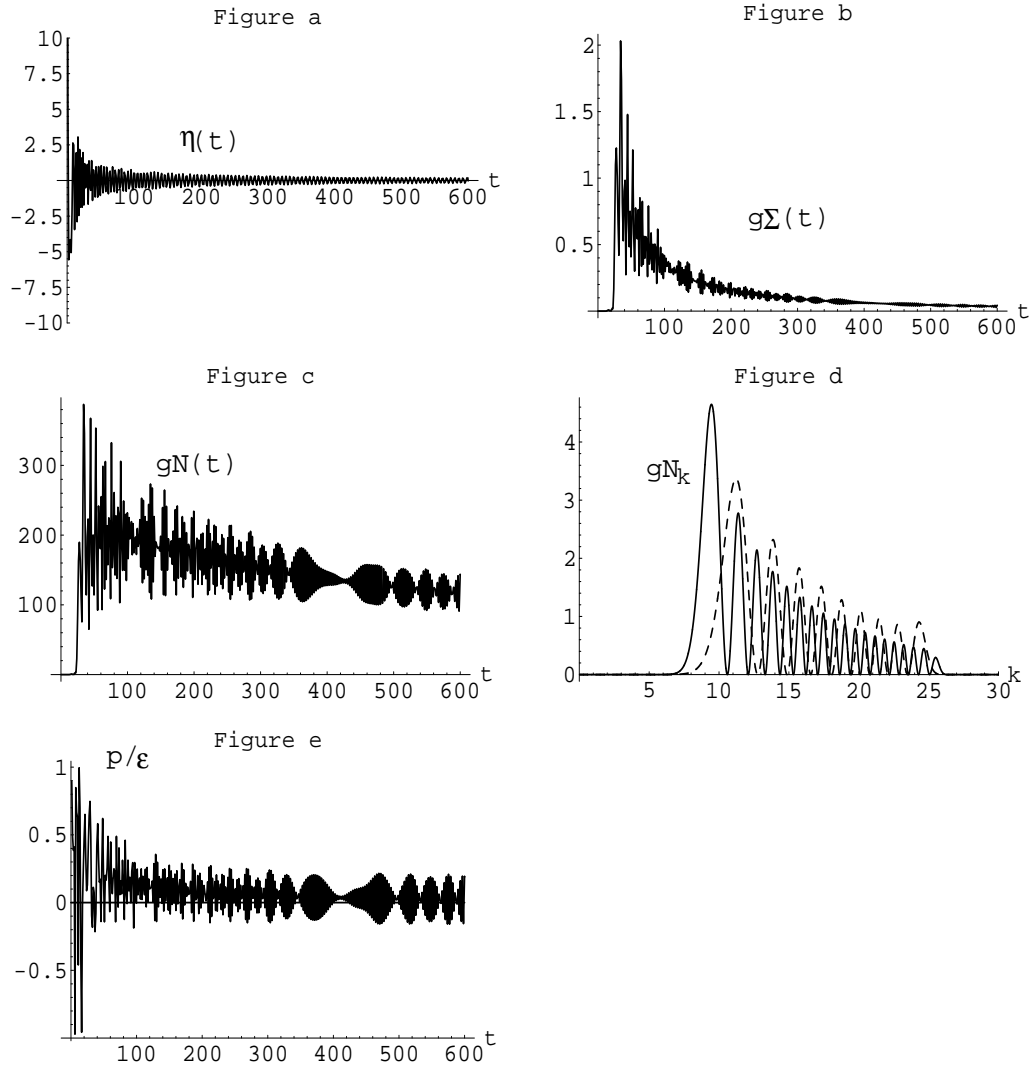 Figure a
10
7.5
5
2.5
-2.5
-5
-7.5
-10
η(t)
100 200 300 400 500 600 t
Figure b
2
1.5
1
0.5
gΣ(t)
100 200 300 400 500 600 t
Figure c
300
200
100
gN(t)
100 200 300 400 500 600 t
Figure d
4
3
2
1
0
gNk
5 10 15 20 25 30 k
Figure e
p/ε
1
0.5
0
-0.5
100 200 300 400 500 600 t